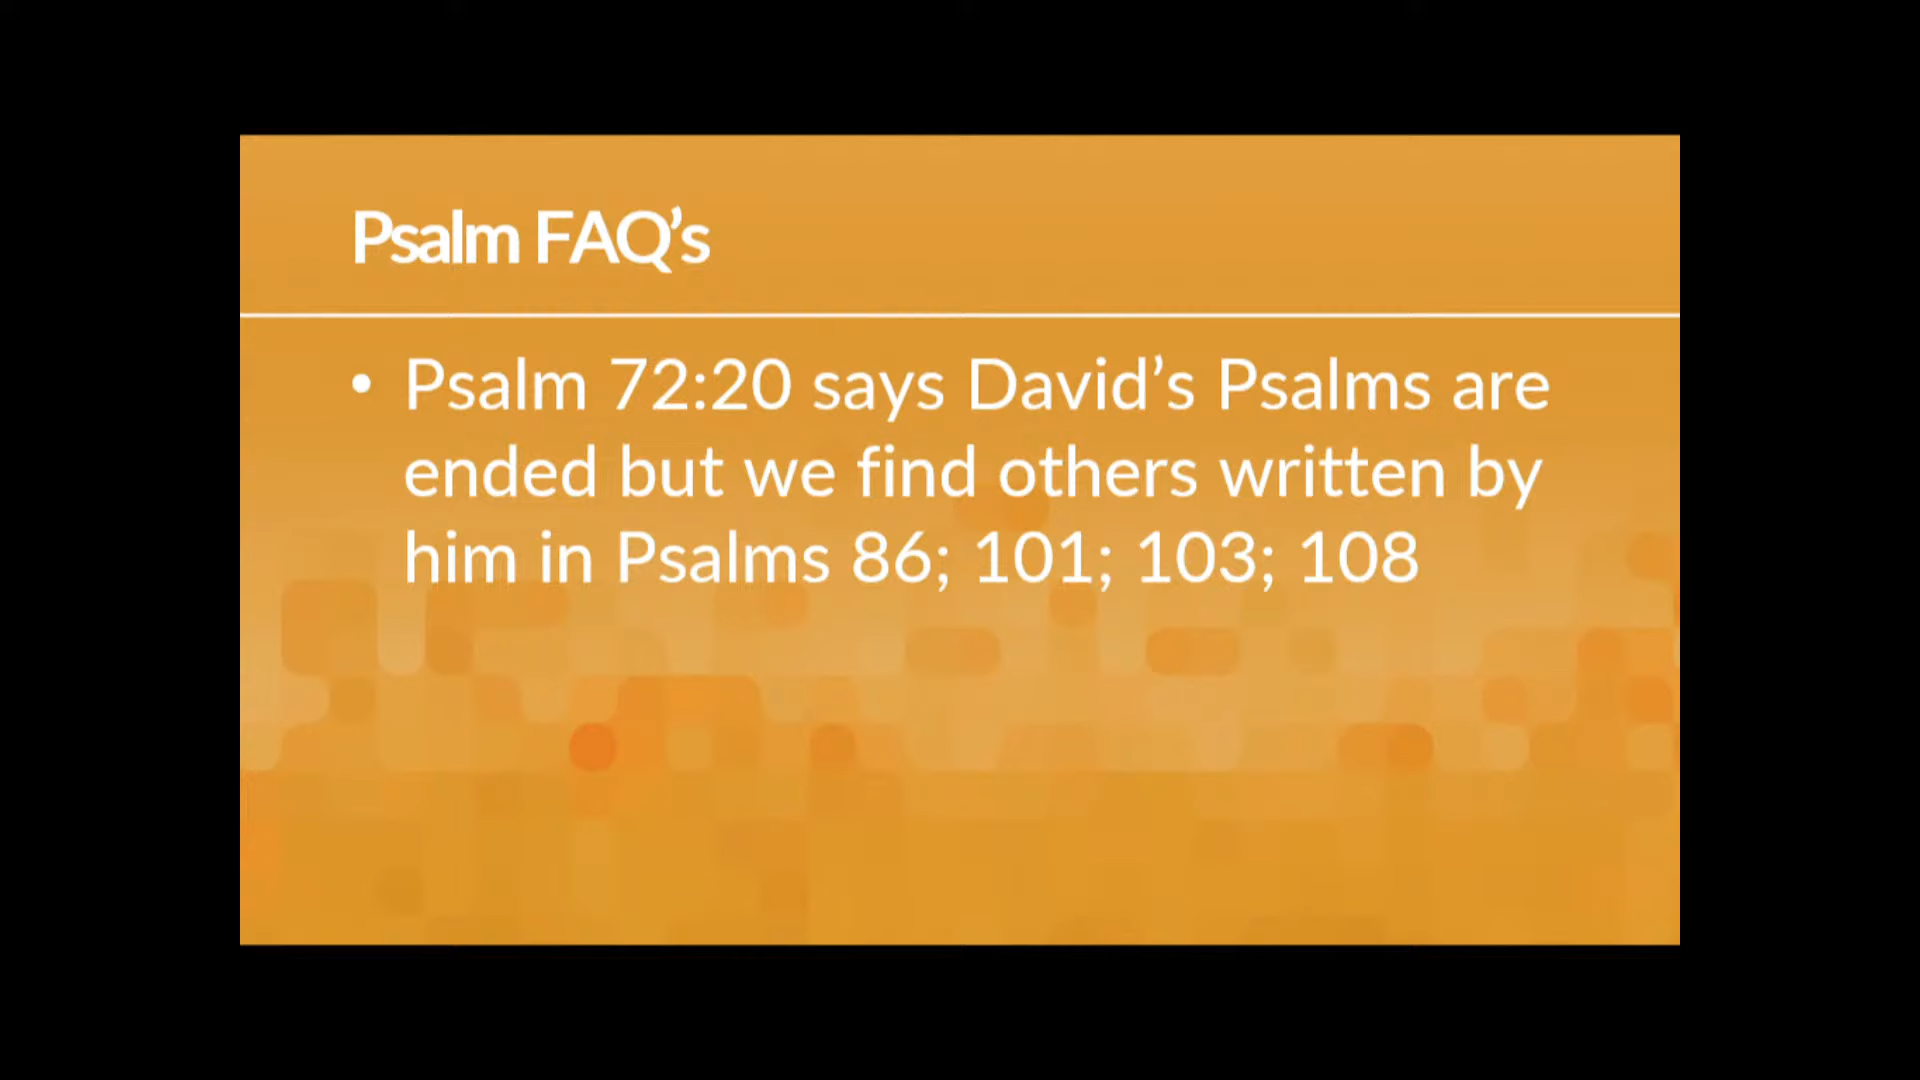 Psalm FAQ’s
• Psalm 72:20 says David’s Psalms are
ended but we find others written by
him in Psalms 86; 101; 103; 108